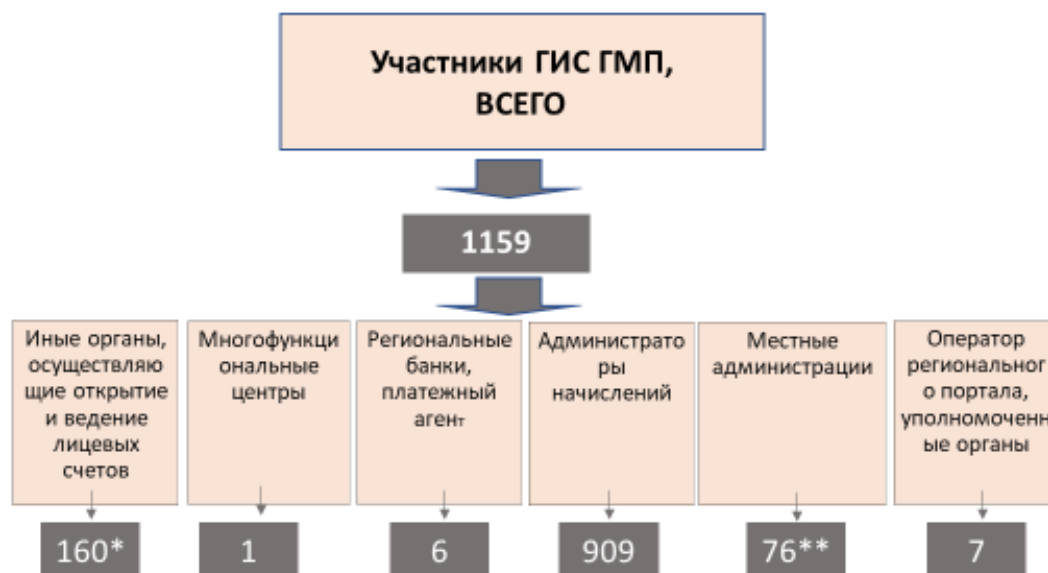 Участники ГИС ГМП,
ВСЕГО
1159
Иные органы,
осуществляю
щие открытие
и ведение
лицевых
счетов
Многофункци
ональные
центры
Региональные
банки,
платежный
агент
Администрато
ры
начислений
Местные
администрации
Оператор
региональног
о портала,
уполномоченн
ые органы
160*
1
6
909
76**
7